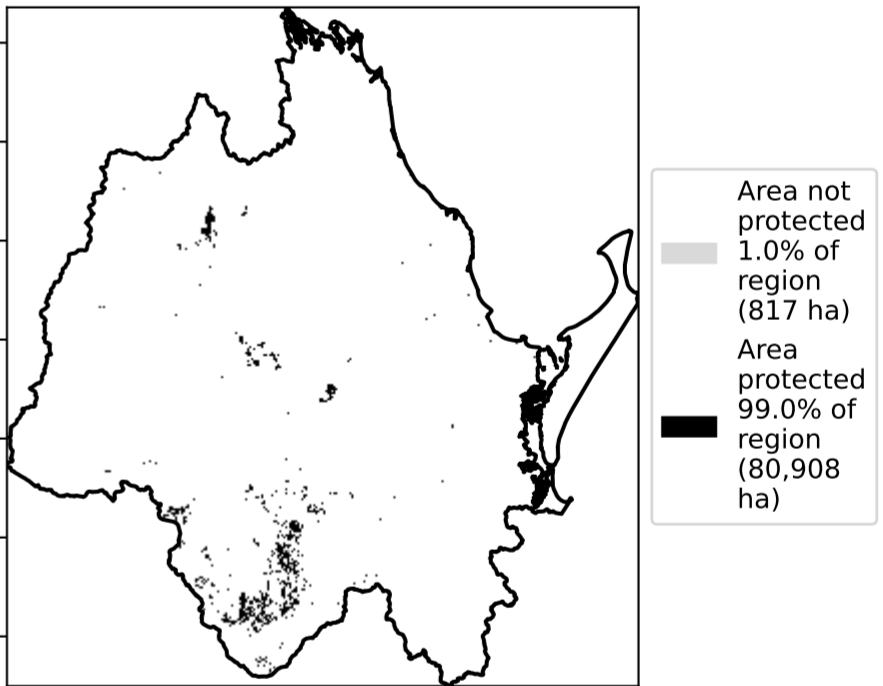 Area not
protected
1.0% of
region
(817 ha)
Area
protected
99.0% of
region
(80,908
ha)